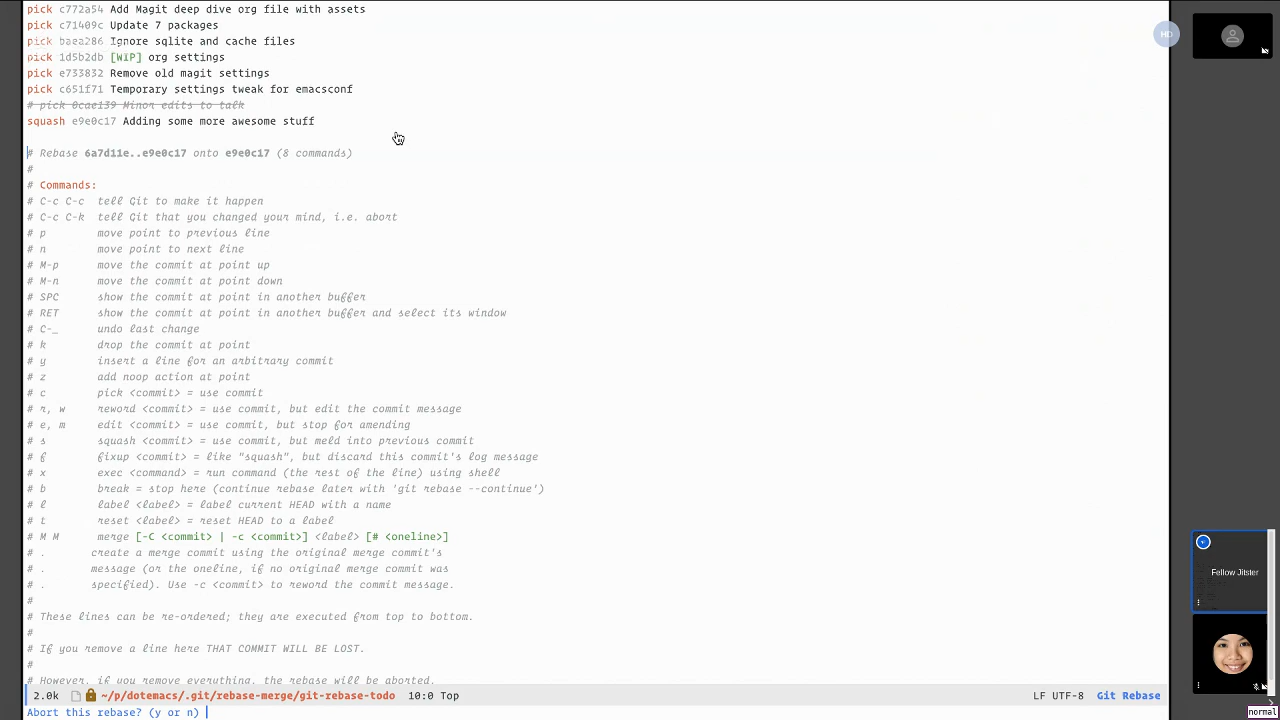 pick c772a54 Add Magit deep dive org file with assets
pick c71409c Update 7 packages
pick baea286 Ignore sqlite and cache files
pick 1d5b2db [WIP] org settings
pick e733832 Remove old magit settings
pick c651f71 Temporary settings tweak for emacsconf
# pick 0cae139 Minor edits to talk
squash e9e0c17 Adding some more awesome stuff
# Rebase 6a7d11e..e9e0c17 onto e9e0c17 (8 commands)
#
# Commands:
# C-c C-c  tell Git to make it happen
# C-c C-k  tell Git that you changed your mind, i.e. abort
# p        move point to previous line
# n        move point to next line
# M-p      move the commit at point up
# M-n      move the commit at point down
# SPC      show the commit at point in another buffer
# RET      show the commit at point in another buffer and select its window
# C-_      undo last change
# k        drop the commit at point
# y        insert a line for an arbitrary commit
# z        add noop action at point
# c        pick <commit> = use commit
# r, w     reword <commit> = use commit, but edit the commit message
# e, m     edit <commit> = use commit, but stop for amending
# s        squash <commit> = use commit, but meld into previous commit
# f        fixup <commit> = like "squash", but discard this commit's log message
# x        exec <command> = run command (the rest of the line) using shell
# b        break = stop here (continue rebase later with 'git rebase --continue')
# l        label <label> = label current HEAD with a name
# t        reset <label> = reset HEAD to a label
# M M      merge [-C <commit> | -c <commit>] <label> [# <oneline>]
# .       create a merge commit using the original merge commit's
# .       message (or the oneline, if no original merge commit was
# .       specified). Use -c <commit> to reword the commit message.
#
# These lines can be re-ordered; they are executed from top to bottom.
#
# If you remove a line here THAT COMMIT WILL BE LOST.
#
# However, if you remove everything, the rebase will be aborted.
2.0k ~/p/dotemacs/.git/rebase-merge/git-rebase-todo 10:0 Top LF UTF-8 Git Rebase
Abort this rebase? (y or n)
HD
Fellow Jitster
normal